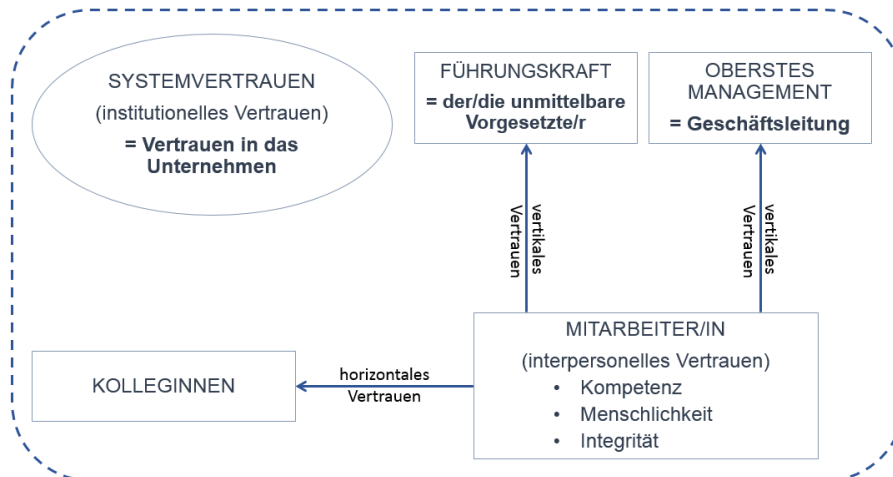 SYSTEMVERTRAUEN
(institutionelles Vertrauen)
= Vertrauen in das
Unternehmen
FÜHRUNGSKRAFT
= der/die unmittelbare
Vorgesetzte/r
OBERSTES
MANAGEMENT
= Geschäftsleitung
vertikales
Vertrauen
vertikales
Vertrauen
KOLLEGINNEN
horizontales
Vertrauen
MITARBEITER/IN
(interpersonelles Vertrauen)
• Kompetenz
• Menschlichkeit
• Integrität